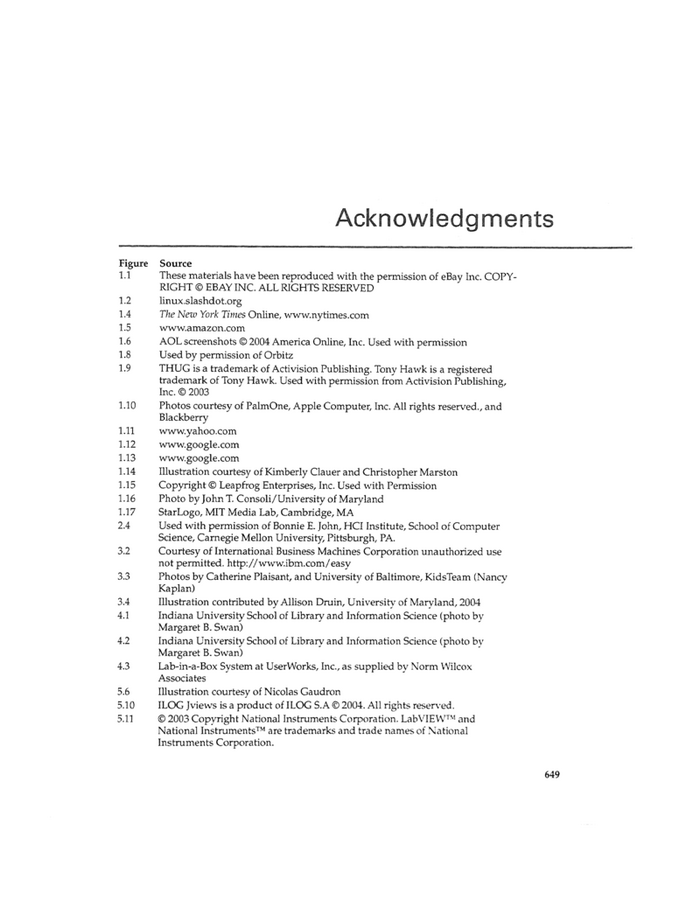 Acknowledgments
Figure Source
1.1 These materials have been reproduced with the permission of eBay Inc. COPY-
RIGHT © EBAY INC. ALL RIGHTS RESERVED
1.2 linux.slashdot.org
1.4 The New York Times Online, www.nytimes.com
1.5 www.amazon.com
1.6 AOL screenshots © 2004 America Online, Inc. Used with permission
1.8 Used by permission of Orbitz
1.9 THUG is a trademark of Activision Publishing. Tony Hawk is a registered
trademark of Tony Hawk. Used with permission from Activision Publishing,
Inc. © 2003
1.10 Photos courtesy of PalmOne, Apple Computer, Inc. All rights reserved., and
Blackberry
1.11 www.yahoo.com
1.12 www.google.com
1.13 www.google.com
1.14 Illustration courtesy of Kimberly Clauer and Christopher Marston
1.15 Copyright © Leapfrog Enterprises, Inc. Used with Permission
1.16 Photo by John T. Consoli/University of Maryland
1.17 StarLogo, MIT Media Lab, Cambridge, MA
2.4 Used with permission of Bonnie E. John, HCI Institute, School of Computer
Science, Carnegie Mellon University, Pittsburgh, PA.
3.2 Courtesy of International Business Machines Corporation unauthorized use
not permitted. http://www.ibm.com/easy
3.3 Photos by Catherine Plaisant, and University of Baltimore, KidsTeam (Nancy
Kaplan)
3.4 Illustration contributed by Allison Druin, University of Maryland, 2004
4.1 Indiana University School of Library and Information Science (photo by
Margaret B. Swan)
4.2 Indiana University School of Library and Information Science (photo by
Margaret B. Swan)
4.3 Lab-in-a-Box System at UserWorks, Inc., as supplied by Norm Wilcox
Associates
5.6 Illustration courtesy of Nicolas Gaudron
5.10 ILOG Jviews is a product of ILOG S.A © 2004. All rights reserved.
5.11 © 2003 Copyright National Instruments Corporation. LabVIEW™ and
National Instruments™ are trademarks and trade names of National
Instruments Corporation.
649